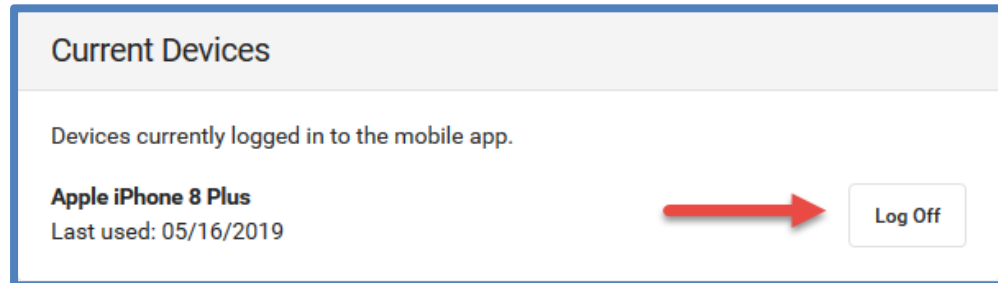 Current Devices
Devices currently logged in to the mobile app.
Apple iPhone 8 Plus
Last used: 05/16/2019
Log Off